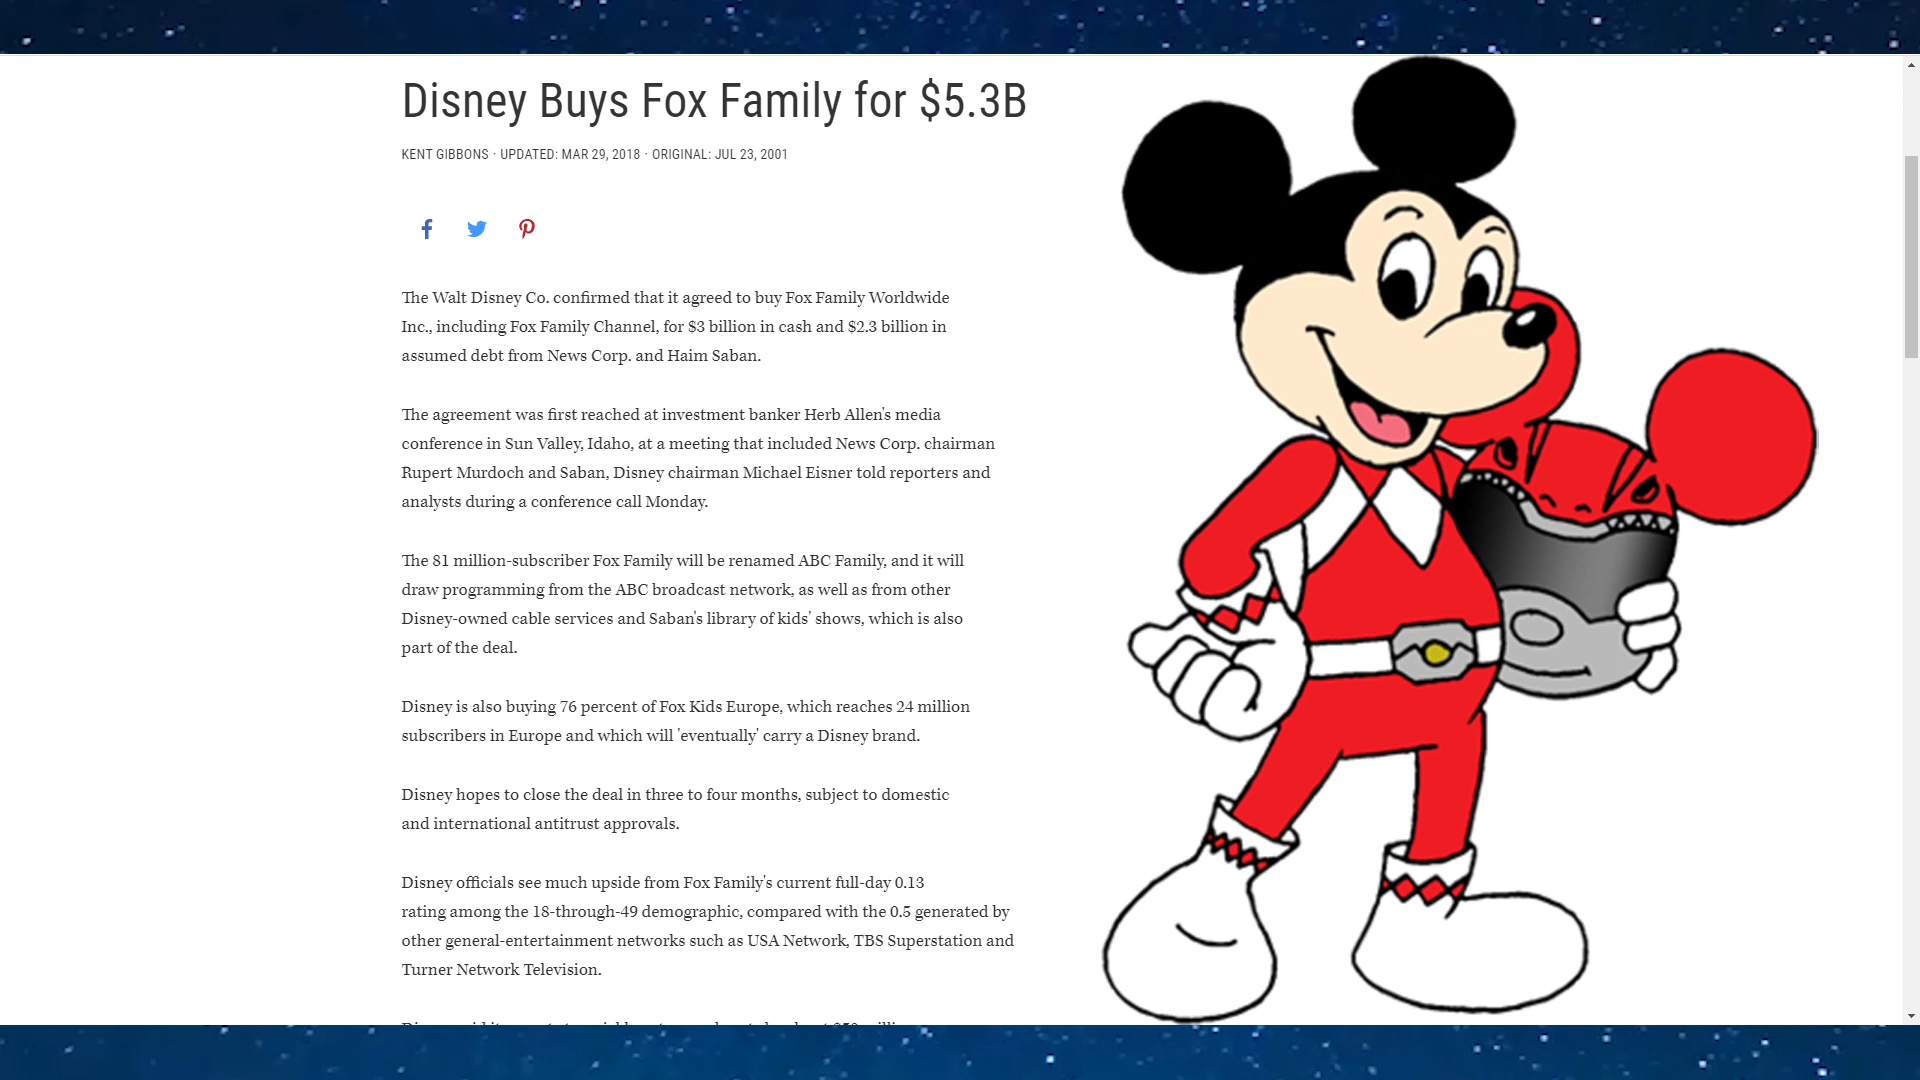 Disney Buys Fox Family for $5.3B
KENT GIBBONS · UPDATED: MAR 29, 2018 · ORIGINAL: JUL 23, 2001
The Walt Disney Co. confirmed that it agreed to buy Fox Family Worldwide
Inc., including Fox Family Channel, for $3 billion in cash and $2.3 billion in
assumed debt from News Corp. and Haim Saban.
The agreement was first reached at investment banker Herb Allen's media
conference in Sun Valley, Idaho, at a meeting that included News Corp. chairman
Rupert Murdoch and Saban, Disney chairman Michael Eisner told reporters and
analysts during a conference call Monday.
The 81 million-subscriber Fox Family will be renamed ABC Family, and it will
draw programming from the ABC broadcast network, as well as from other
Disney-owned cable services and Saban's library of kids' shows, which is also
part of the deal.
Disney is also buying 76 percent of Fox Kids Europe, which reaches 24 million
subscribers in Europe and which will 'eventually' carry a Disney brand.
Disney hopes to close the deal in three to four months, subject to domestic
and international antitrust approvals.
Disney officials see much upside from Fox Family's current full-day 0.13
rating among the 18-through-49 demographic, compared with the 0.5 generated by
other general-entertainment networks such as USA Network, TBS Superstation and
Turner Network Television.